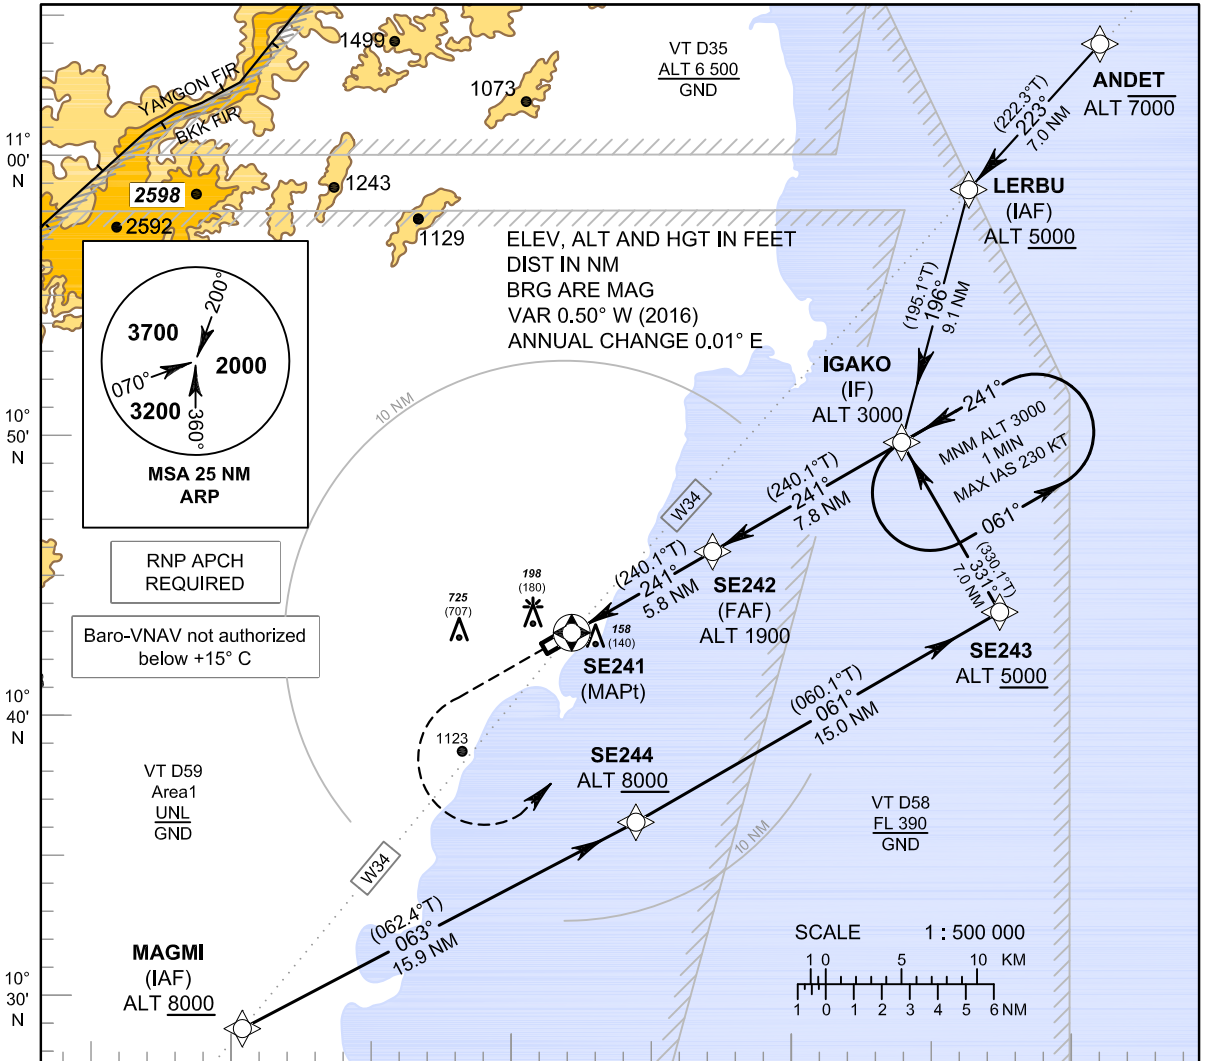 1499
1073
VT D35
ALT 6 500
GND
ANDET
ALT 7000
(222.3°T)
223°
7.0 NM
YANGON FIR
BKK FIR
11°
00'
N
2598
2592
1243
1129
LERBU
(IAF)
ALT 5000
ELEV, ALT AND HGT IN FEET
DIST IN NM
BRG ARE MAG
VAR 0.50° W (2016)
ANNUAL CHANGE 0.01° E
(195.1°T)
196°
9.1 NM
200°
3700
2000
070°
3200
360°
MSA 25 NM
ARP
10 NM
IGAKO
(IF)
ALT 3000
241°
MNM ALT 3000
1 MIN
MAX IAS 230 KT
061°
10°
50'
N
(240.1°T)
241°
7.8 NM
W34
RNP APCH
REQUIRED
Baro-VNAV not authorized
below +15° C
(240.1°T)
241°
5.8 NM
SE242
(FAF)
ALT 1900
(330.1°T)
331°
7.0 NM
198
(180)
725
(707)
158
(140)
SE241
(MAPt)
SE243
ALT 5000
(060.1°T)
061°
15.0 NM
10°
40'
N
1123
SE244
ALT 8000
VT D59
Area1
UNL
GND
VT D58
FL 390
GND
10 NM
W34
(062.4°T)
063°
15.9 NM
MAGMI
(IAF)
ALT 8000
10°
30'
N
SCALE 1 : 500 000
1 0 5 10 KM
1 0 1 2 3 4 5 6 NM